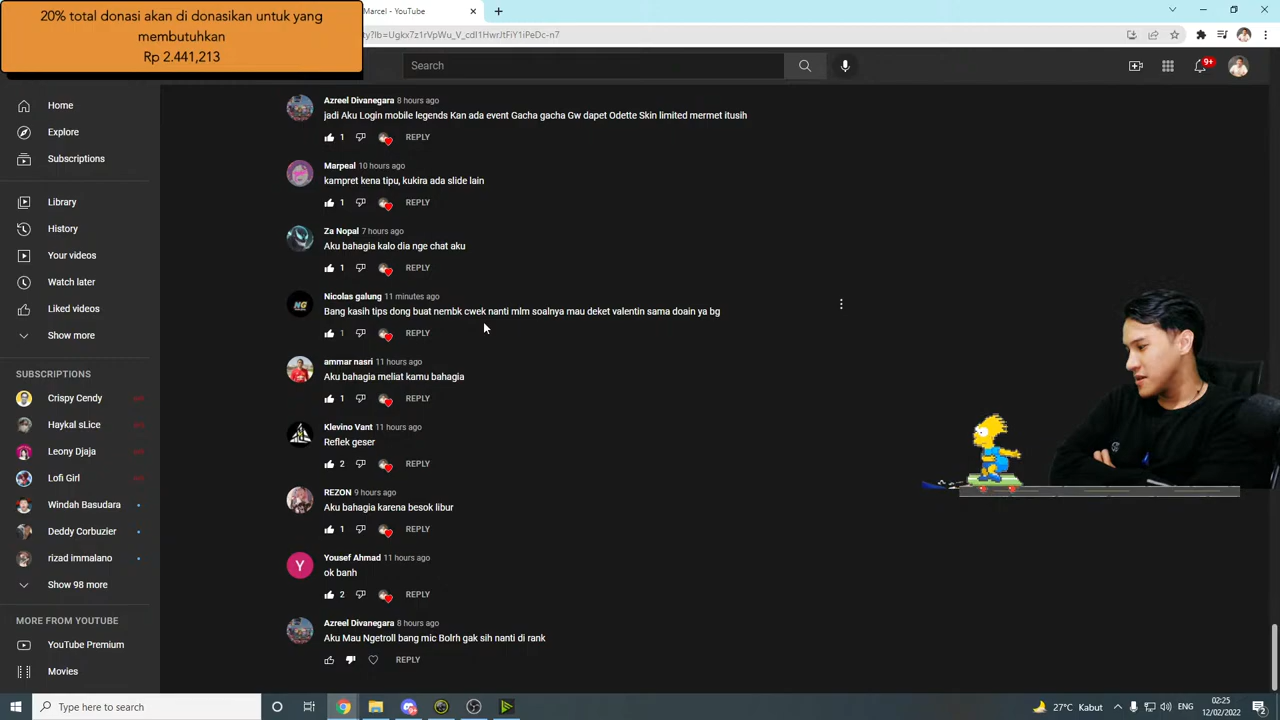 20% total donasi akan di donasikan untuk yang
membutuhkan
Rp 2.441,213
Marcel - YouTube
ty?lb=Ugkx7z1rVpWu_V_cdI1HwrJtFiY1iPeDc-n7
Search
9+
Home
Explore
Subscriptions
Library
History
Your videos
Watch later
Liked videos
Show more
SUBSCRIPTIONS
Crispy Cendy
Haykal sLice
Leony Djaja
Lofi Girl
Windah Basudara
Deddy Corbuzier
rizad immalano
Show 98 more
MORE FROM YOUTUBE
YouTube Premium
Movies
Azreel Divanegara 8 hours ago
jadi Aku Login mobile legends Kan ada event Gacha gacha Gw dapet Odette Skin limited mermet itusih
1 REPLY
Marpeal 10 hours ago
kampret kena tipu, kukira ada slide lain
1 REPLY
Za Nopal 7 hours ago
Aku bahagia kalo dia nge chat aku
1 REPLY
Nicolas galung 11 minutes ago
Bang kasih tips dong buat nembk cwek nanti mlm soalnya mau deket valentin sama doain ya bg
1 REPLY
ammar nasri 11 hours ago
Aku bahagia meliat kamu bahagia
1 REPLY
Klevino Vant 11 hours ago
Reflek geser
2 REPLY
REZON 9 hours ago
Aku bahagia karena besok libur
1 REPLY
Y
Yousef Ahmad 11 hours ago
ok banh
2 REPLY
Azreel Divanegara 8 hours ago
Aku Mau Ngetroll bang mic Bolrh gak sih nanti di rank
REPLY
Type here to search
27°C Kabut
ENG
02:25
12/02/2022
2